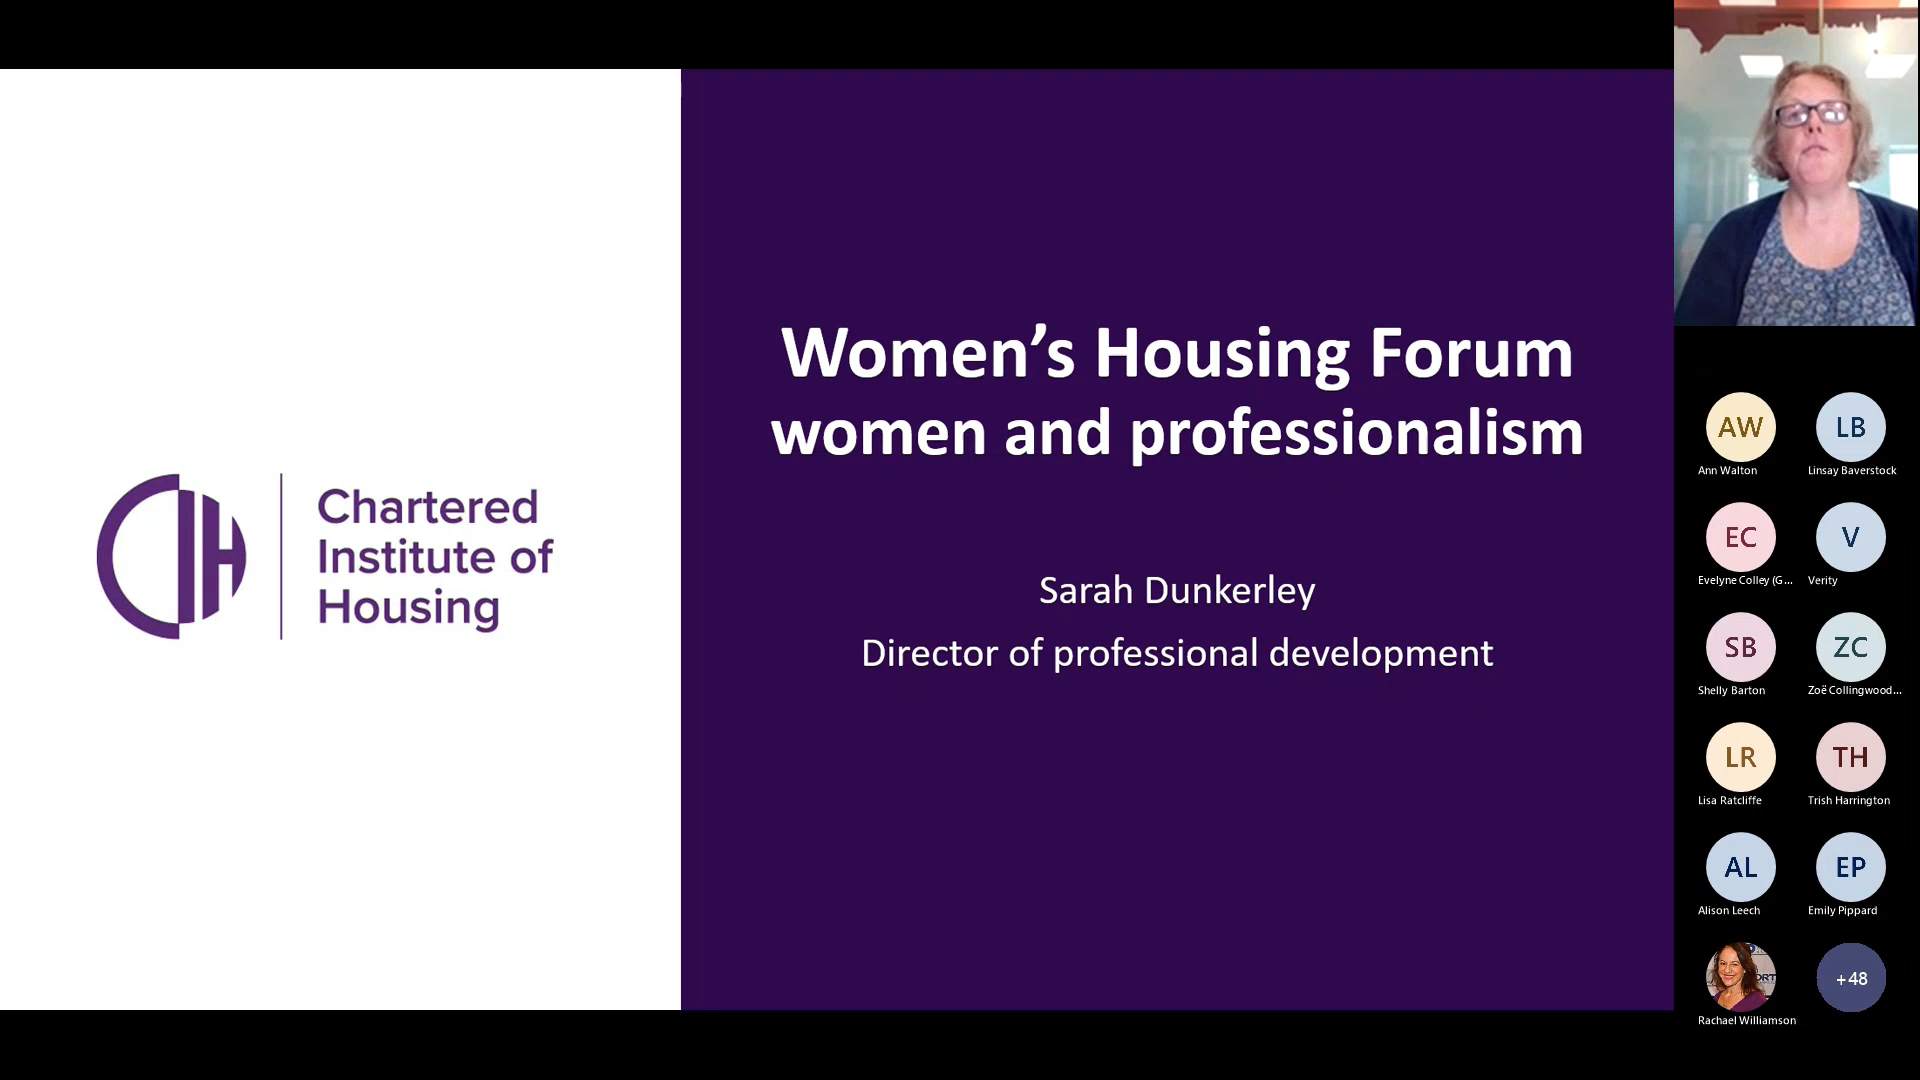 Chartered
Institute of
Housing
Women’s Housing Forum
women and professionalism
Sarah Dunkerley
Director of professional development
AW
Ann Walton
LB
Linsay Baverstock
EC
Evelyne Colley (G...
V
Verity
SB
Shelly Barton
ZC
Zoë Collingwood...
LR
Lisa Ratcliffe
TH
Trish Harrington
AL
Alison Leech
EP
Emily Pippard
Rachael Williamson
+48